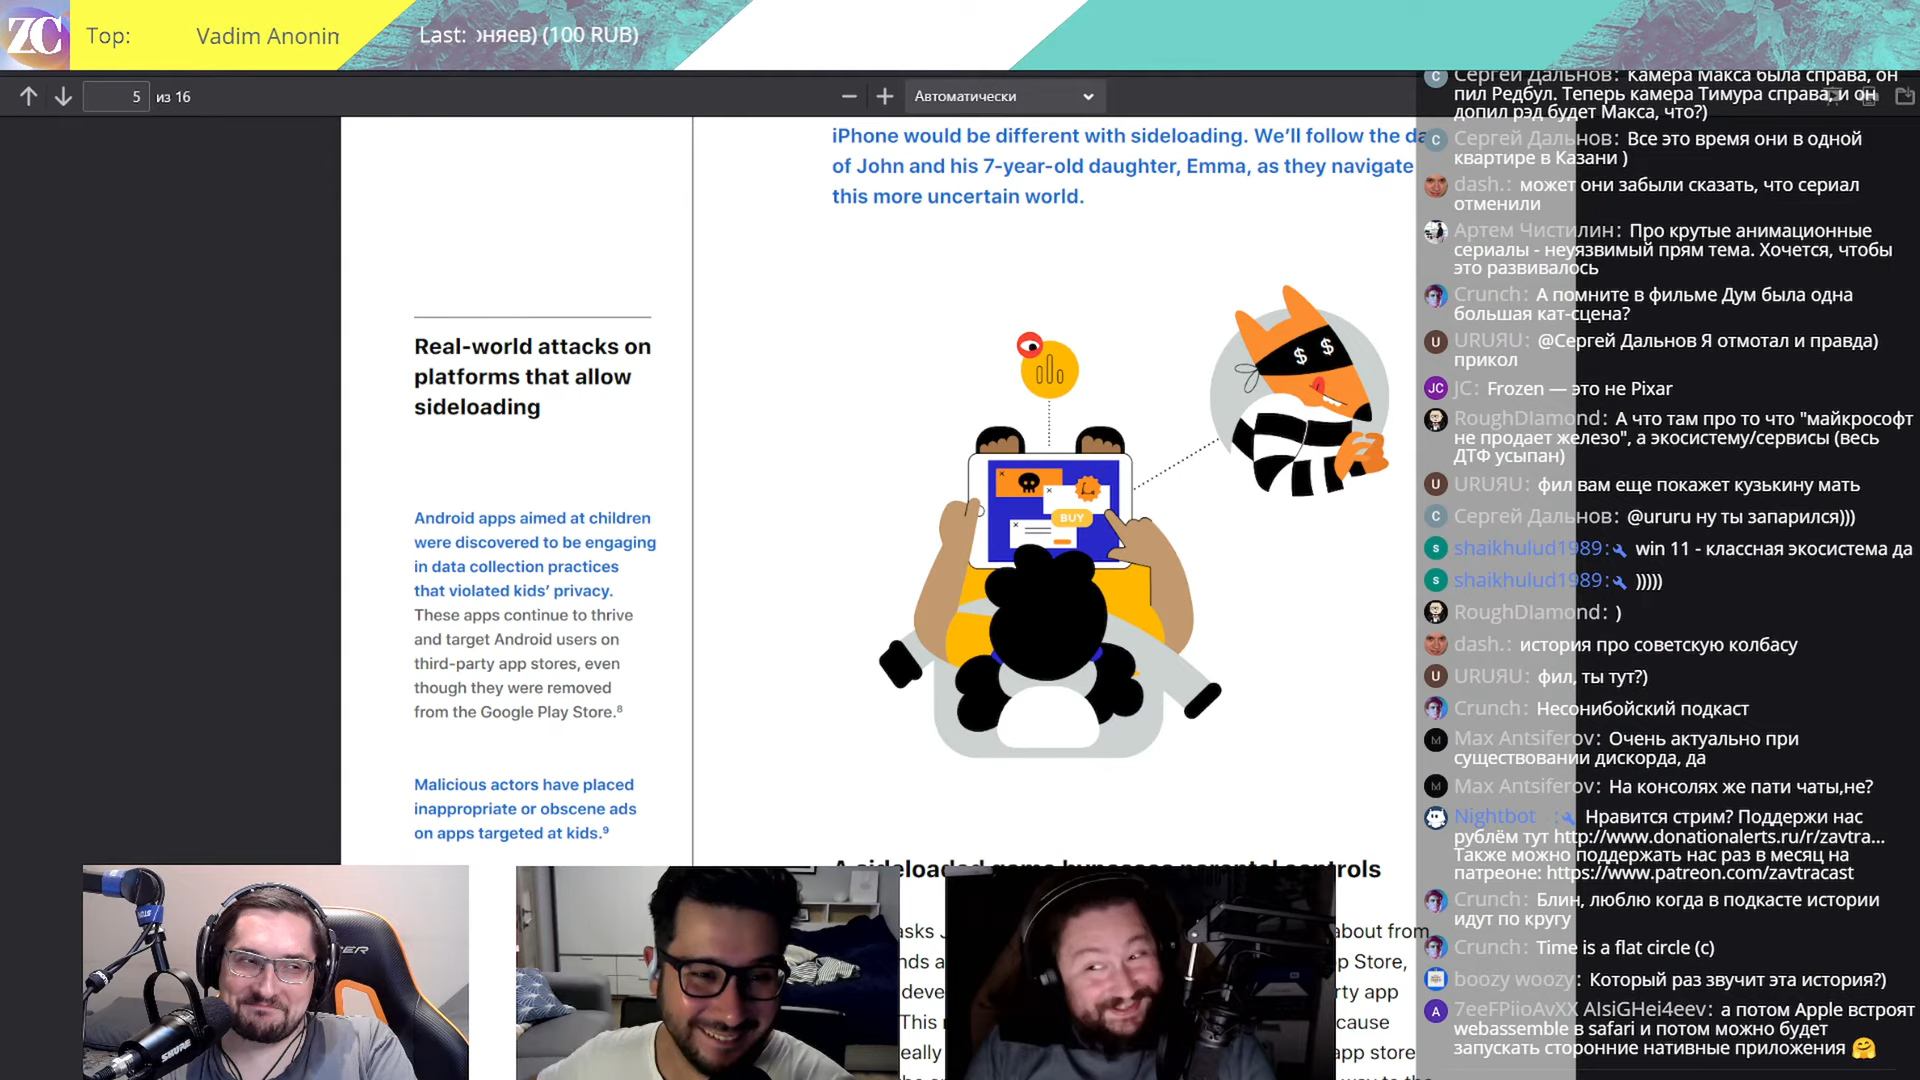 ZC
Top: Vadim Anonim
Last: оняев) (100 RUB)
5 из 16
Автоматически
iPhone would be different with sideloading. We'll follow the da
of John and his 7-year-old daughter, Emma, as they navigate
this more uncertain world.
Real-world attacks on
platforms that allow
sideloading
Android apps aimed at children
were discovered to be engaging
in data collection practices
that violated kids' privacy.
These apps continue to thrive
and target Android users on
third-party app stores, even
though they were removed
from the Google Play Store.⁸
Malicious actors have placed
inappropriate or obscene ads
on apps targeted at kids.⁹
$ $
BUY
A sideloaded game bypasses parental controls
asks
about from
p Store,
deve
rty app
This
cause
eally
app store
SHURE
Сергей Дальнов: Камера Макса была справа, он
пил Редбул. Теперь камера Тимура справа, и он
допил рэд будет Макса, что?)
Сергей Дальнов: Все это время они в одной
квартире в Казани )
dash.: может они забыли сказать, что сериал
отменили
Артем Чистилин: Про крутые анимационные
сериалы - неуязвимый прям тема. Хочется, чтобы
это развивалось
Crunch: А помните в фильме Дум была одна
большая кат-сцена?
URUЯU: @Сергей Дальнов Я отмотал и правда)
прикол
JC: Frozen — это не Pixar
RoughDIamond: А что там про то что "майкрософт
не продает железо", а экосистему/сервисы (весь
ДТФ усыпан)
URUЯU: фил вам еще покажет кузькину мать
Сергей Дальнов: @ururu ну ты запарился)))
shaikhulud1989: win 11 - классная экосистема да
shaikhulud1989: )))))
RoughDIamond: )
dash.: история про советскую колбасу
URUЯU: фил, ты тут?)
Crunch: Несонибойский подкаст
Max Antsiferov: Очень актуально при
существовании дискорда, да
Max Antsiferov: На консолях же пати чаты,не?
Nightbot : Нравится стрим? Поддержи нас
рублём тут http://www.donationalerts.ru/r/zavtra...
Также можно поддержать нас раз в месяц на
патреоне: https://www.patreon.com/zavtracast
Crunch: Блин, люблю когда в подкасте истории
идут по кругу
Crunch: Time is a flat circle (c)
boozy woozy: Который раз звучит эта история?)
7eeFPiioAvXX AIsiGHei4eev: а потом Apple встроят
webassemble в safari и потом можно будет
запускать сторонние нативные приложения 🤗